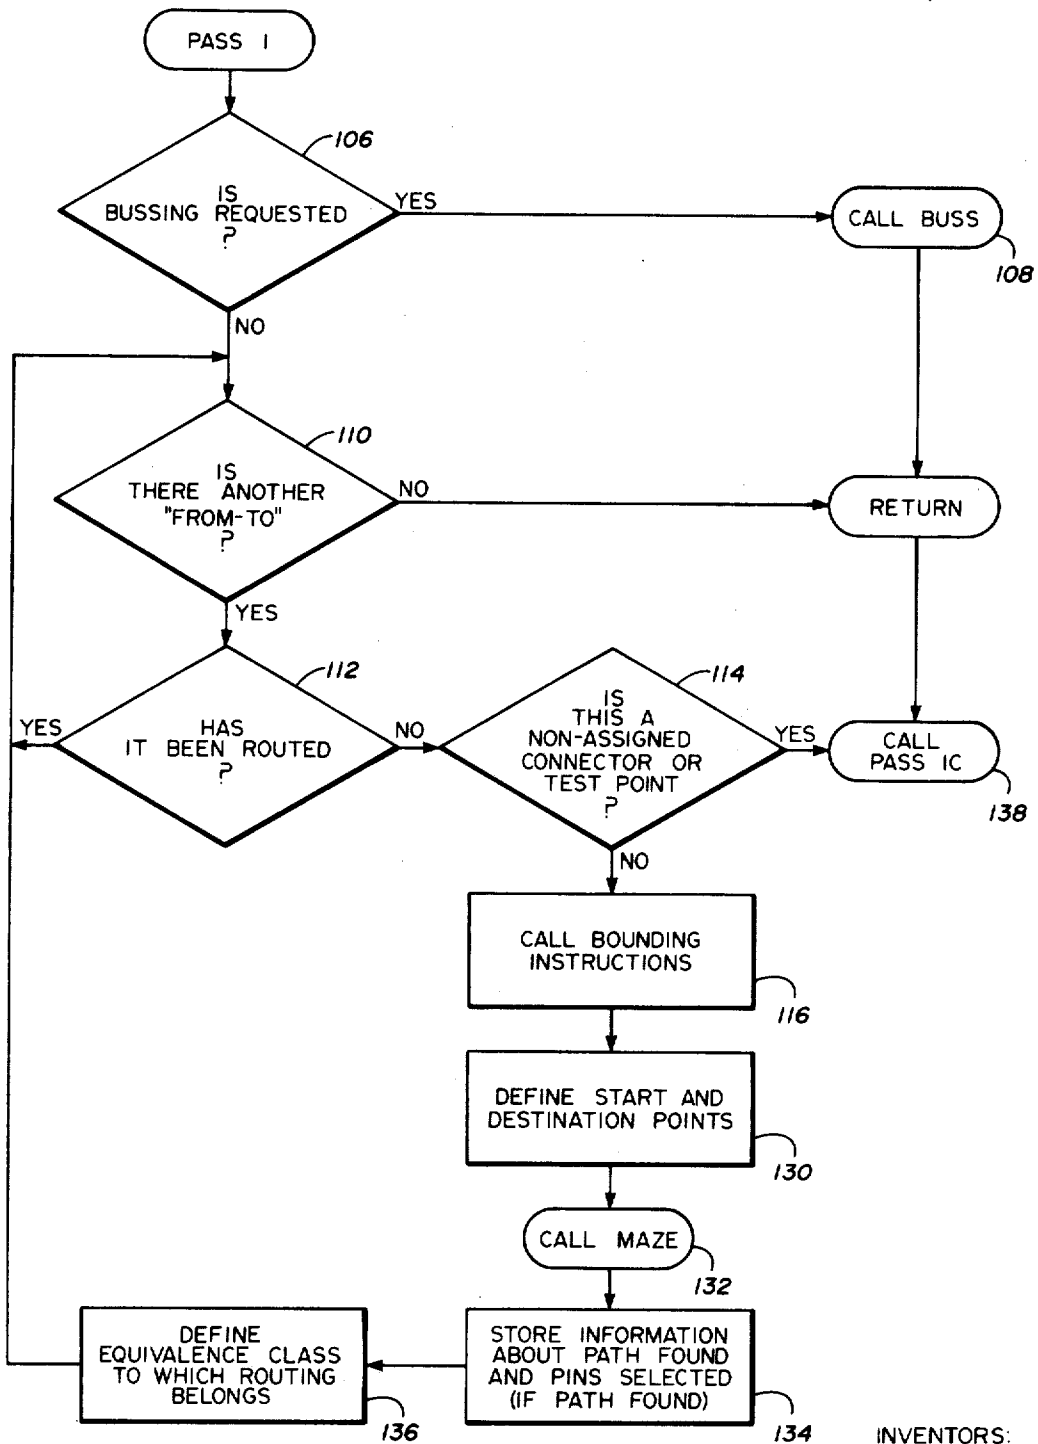 PASS 1
106
IS
BUSSING REQUESTED
?
YES
CALL BUSS
108
NO
110
IS
THERE ANOTHER
"FROM-TO"
?
NO
RETURN
YES
112
HAS
IT BEEN ROUTED
?
YES
NO
114
IS
THIS A
NON-ASSIGNED
CONNECTOR OR
TEST POINT
?
YES
CALL
PASS 1C
138
NO
CALL BOUNDING
INSTRUCTIONS
116
DEFINE START AND
DESTINATION POINTS
130
CALL MAZE
132
STORE INFORMATION
ABOUT PATH FOUND
AND PINS SELECTED
(IF PATH FOUND)
134
DEFINE
EQUIVALENCE CLASS
TO WHICH ROUTING
BELONGS
136
INVENTORS: